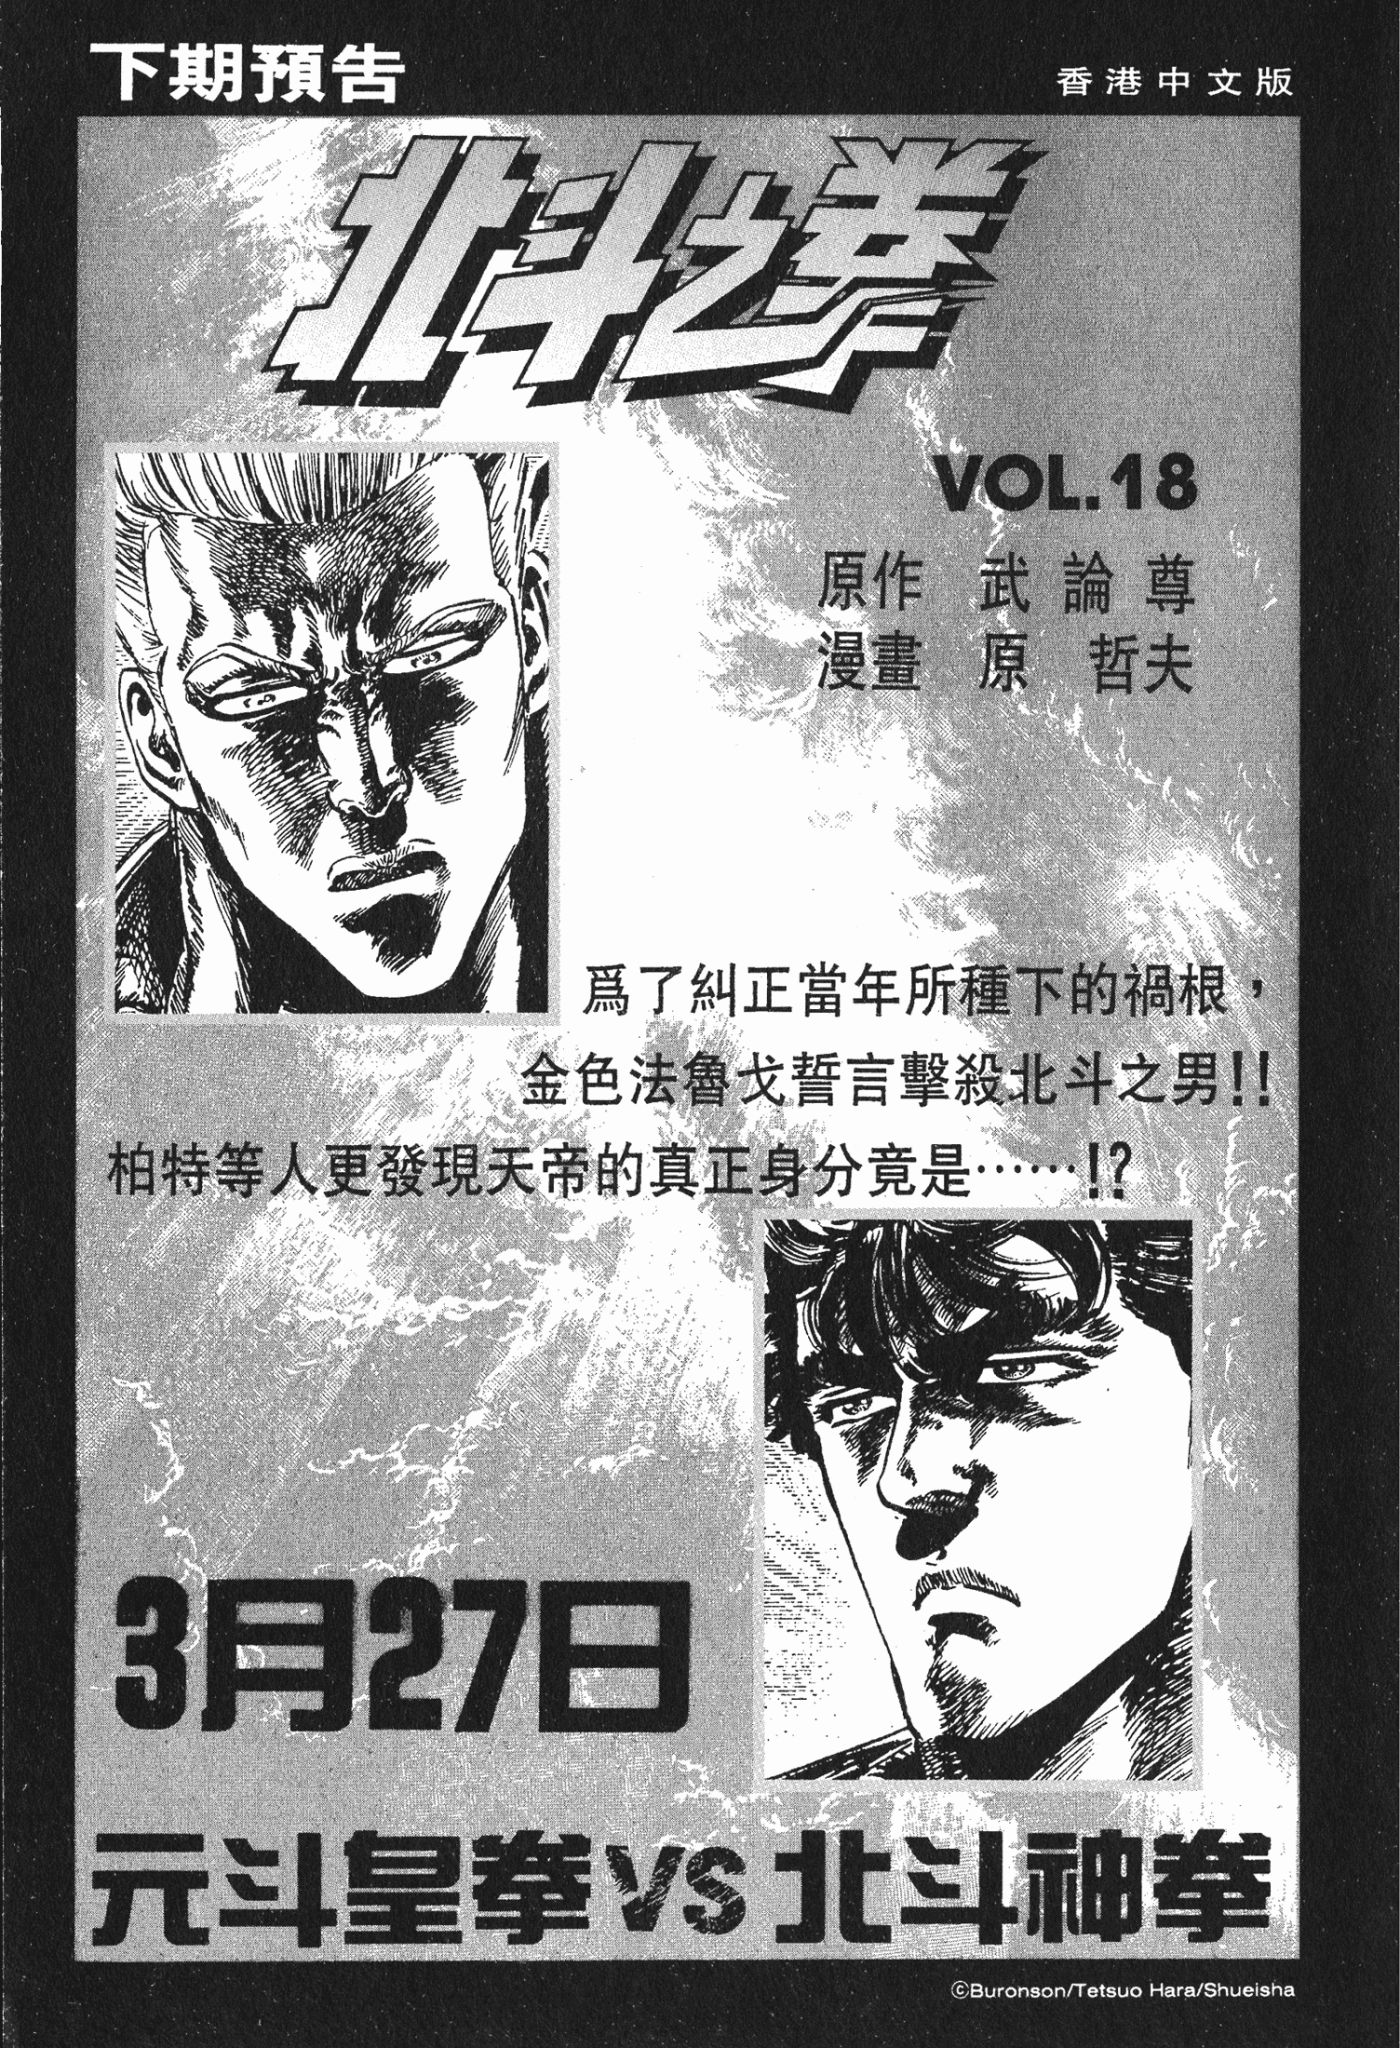 下期預告
香港中文版
北斗之拳
VOL.18
原作 武論尊
漫畫 原 哲夫
爲了糾正當年所種下的禍根，
金色法魯戈誓言擊殺北斗之男!!
柏特等人更發現天帝的真正身分竟是……!?
3月27日
元斗皇拳VS北斗神拳
©Buronson/Tetsuo Hara/Shueisha